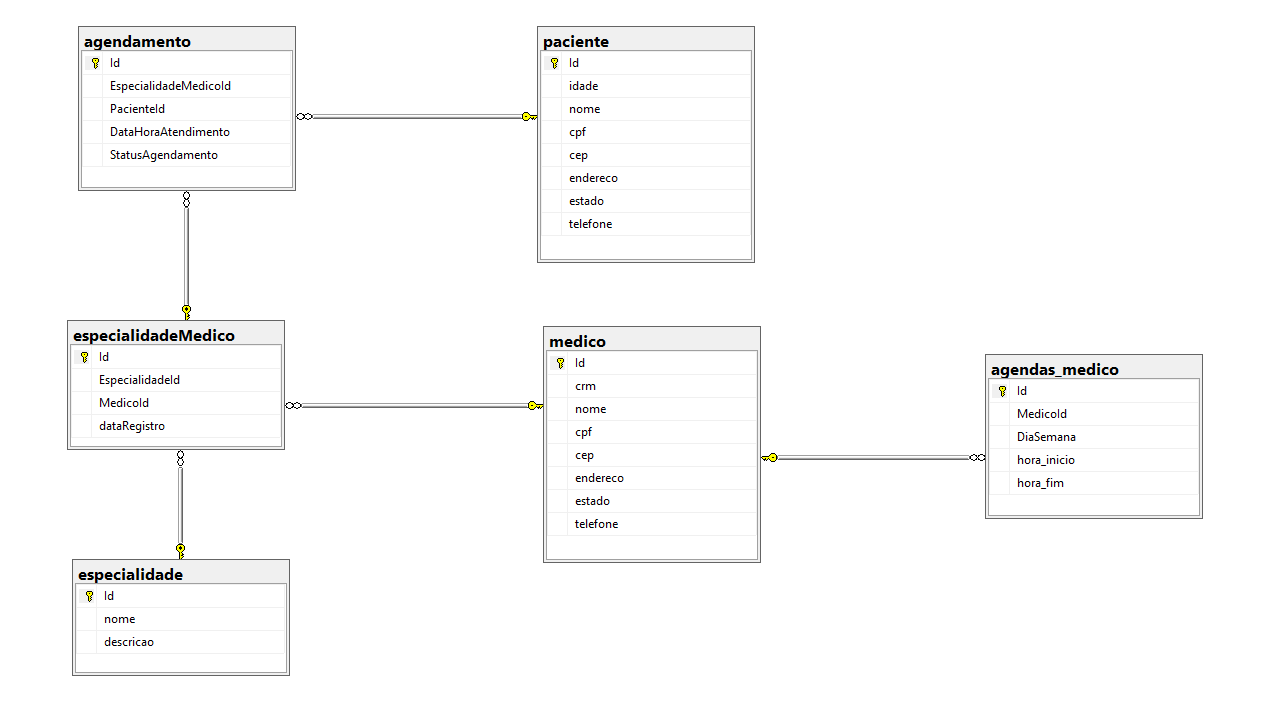 agendamento
Id
EspecialidadeMedicoId
PacienteId
DataHoraAtendimento
StatusAgendamento
paciente
Id
idade
nome
cpf
cep
endereco
estado
telefone
especialidadeMedico
Id
EspecialidadeId
MedicoId
dataRegistro
medico
Id
crm
nome
cpf
cep
endereco
estado
telefone
agendas_medico
Id
MedicoId
DiaSemana
hora_inicio
hora_fim
especialidade
Id
nome
descricao